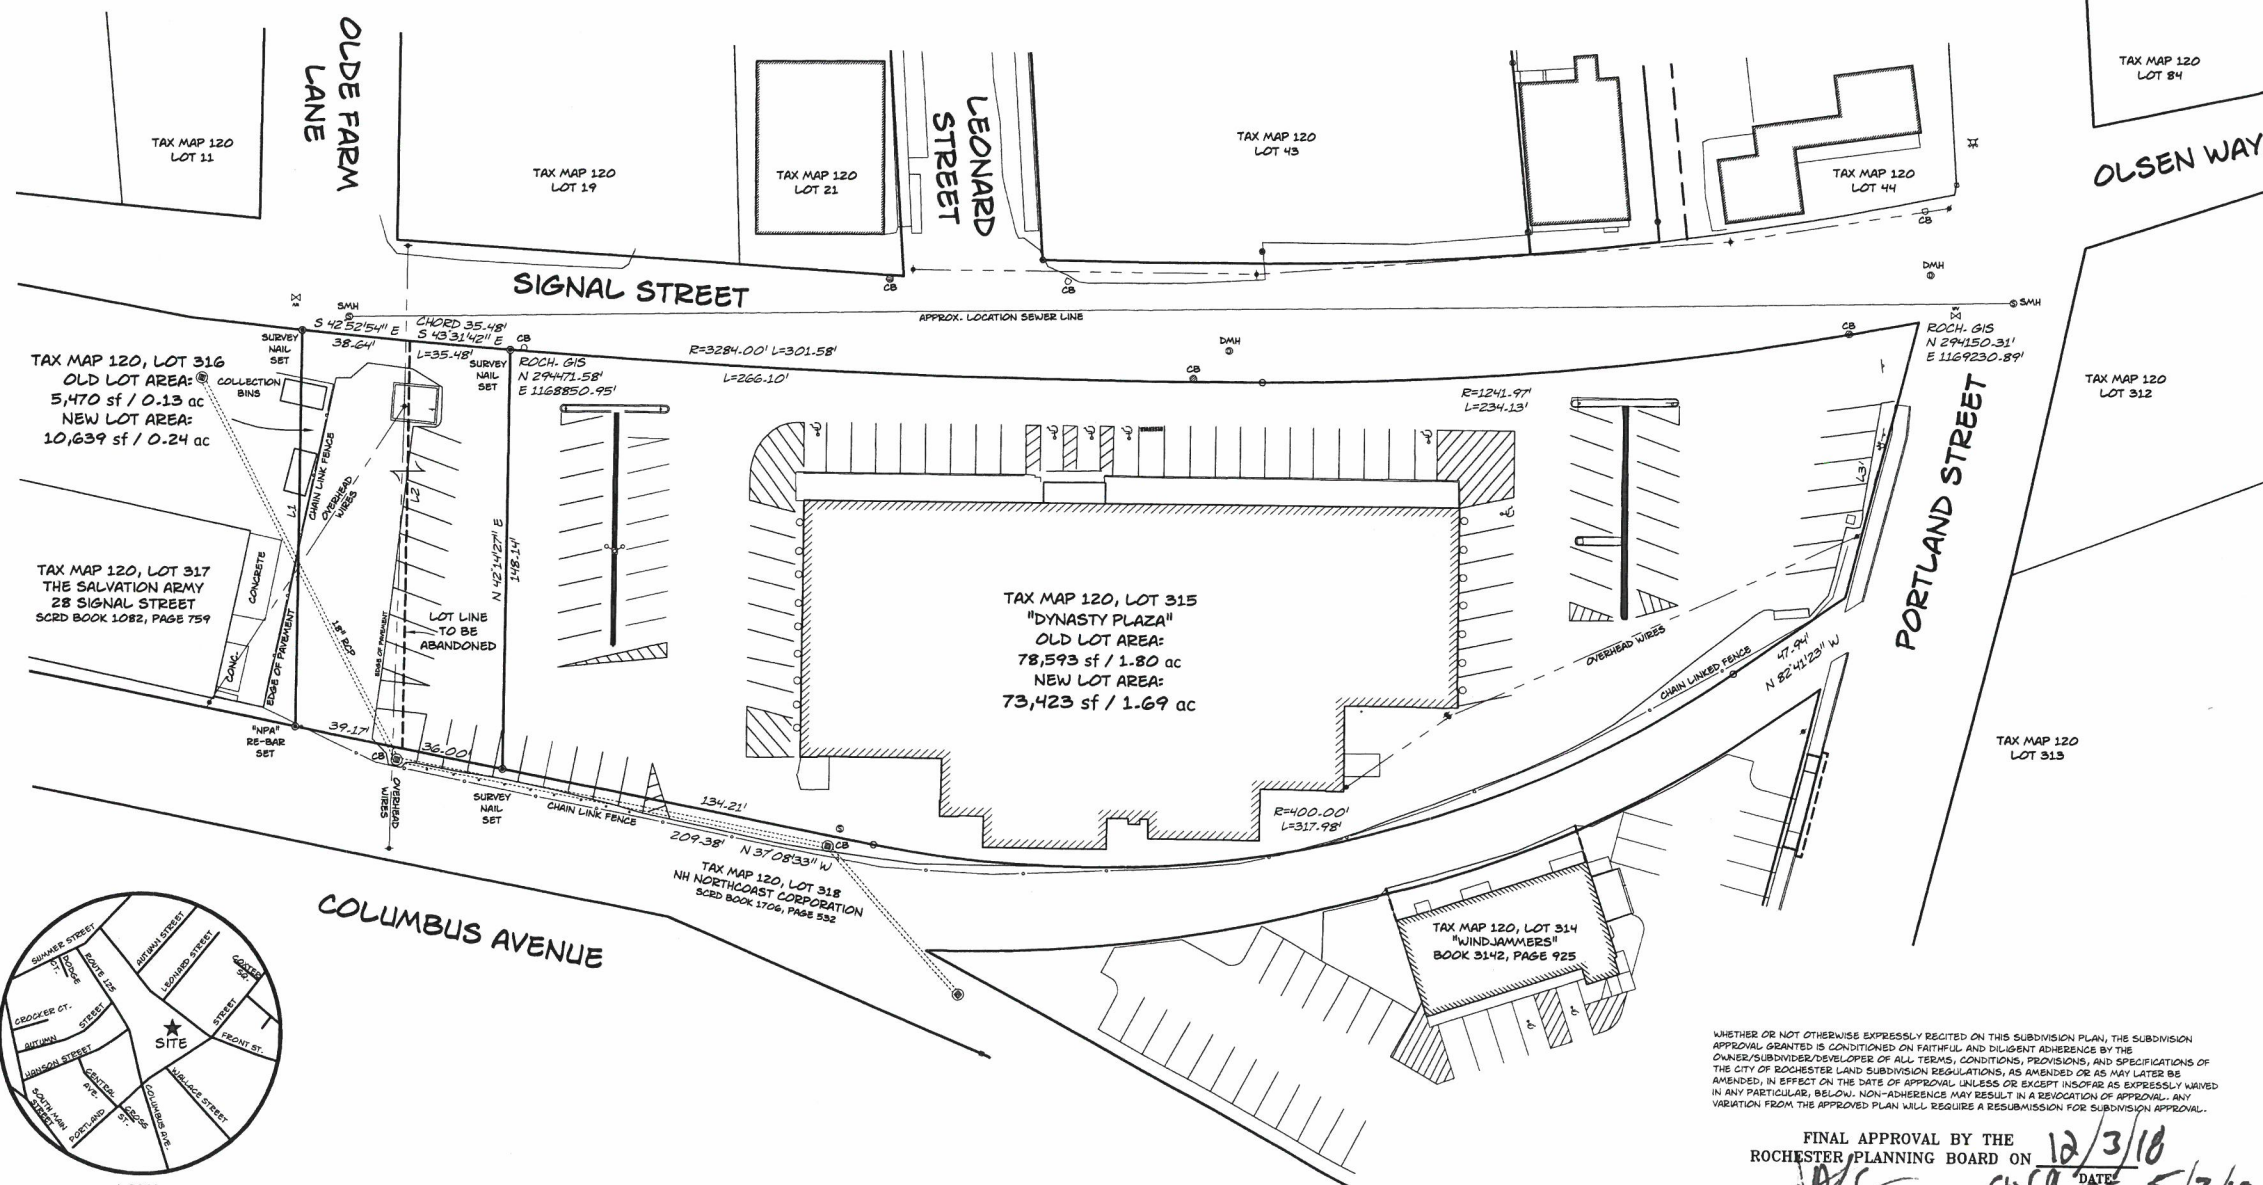 OLDE FARM
LANE
TAX MAP 120
LOT 11
TAX MAP 120
LOT 19
TAX MAP 120
LOT 21
LEONARD
STREET
TAX MAP 120
LOT 43
TAX MAP 120
LOT 44
TAX MAP 120
LOT 84
OLSEN WAY
CB
CB
CB
DMH
SMH
SIGNAL STREET
APPROX. LOCATION SEWER LINE
SMH
S 42°52'54" E
38.64'
CHORD 35.48'
S 43°31'42" E
L=35.48'
SURVEY
NAIL
SET
SURVEY
NAIL
SET
CB
ROCH. GIS
N 294471.58'
E 1168850.95'
R=3284.00' L=301.58'
L=266.10'
DMH
CB
R=1241.97'
L=234.13'
CB
ROCH. GIS
N 294150.31'
E 1169230.89'
TAX MAP 120, LOT 316
OLD LOT AREA:
5,470 sf / 0.13 ac
NEW LOT AREA:
10,639 sf / 0.24 ac
COLLECTION
BINS
TAX MAP 120
LOT 312
PORTLAND STREET
L1
CHAIN LINK FENCE
OVERHEAD
WIRES
L2
L3
N 42°14'27" E
148.14'
TAX MAP 120, LOT 317
THE SALVATION ARMY
28 SIGNAL STREET
SCRD BOOK 1082, PAGE 759
CONCRETE
CONC.
EDGE OF PAVEMENT
18" RCP
EDGE OF PAVEMENT
LOT LINE
TO BE
ABANDONED
TAX MAP 120, LOT 315
"DYNASTY PLAZA"
OLD LOT AREA:
78,593 sf / 1.80 ac
NEW LOT AREA:
73,423 sf / 1.69 ac
OVERHEAD WIRES
CHAIN LINKED FENCE
47.94'
N 82°41'23" W
"NPA"
RE-BAR
SET
39.17'
CB
36.00'
OVERHEAD
WIRES
SURVEY
NAIL
SET
CHAIN LINK FENCE
134.21'
209.38'
N 37°08'33" W
CB
R=400.00'
L=317.98'
TAX MAP 120
LOT 313
TAX MAP 120, LOT 318
NH NORTHCOAST CORPORATION
SCRD BOOK 1706, PAGE 532
COLUMBUS AVENUE
TAX MAP 120, LOT 314
"WINDJAMMERS"
BOOK 3142, PAGE 925
SUMMER STREET
DODGE
CT.
ROUTE 125
AUTUMN STREET
LEONARD STREET
SQ.
CROCKER CT.
AUTUMN
STREET
HANSON STREET
STREET
FRONT ST.
SITE
CENTRAL
AVE.
SOUTH MAIN
STREET
PORTLAND
CROSS
ST.
COLUMBUS AVE.
WALLACE STREET
WHETHER OR NOT OTHERWISE EXPRESSLY RECITED ON THIS SUBDIVISION PLAN, THE SUBDIVISION
APPROVAL GRANTED IS CONDITIONED ON FAITHFUL AND DILIGENT ADHERENCE BY THE
OWNER/SUBDIVIDER/DEVELOPER OF ALL TERMS, CONDITIONS, PROVISIONS, AND SPECIFICATIONS OF
THE CITY OF ROCHESTER LAND SUBDIVISION REGULATIONS, AS AMENDED OR AS MAY LATER BE
AMENDED, IN EFFECT ON THE DATE OF APPROVAL UNLESS OR EXCEPT INSOFAR AS EXPRESSLY WAIVED
IN ANY PARTICULAR, BELOW. NON-ADHERENCE MAY RESULT IN A REVOCATION OF APPROVAL. ANY
VARIATION FROM THE APPROVED PLAN WILL REQUIRE A RESUBMISSION FOR SUBDIVISION APPROVAL.
FINAL APPROVAL BY THE
ROCHESTER PLANNING BOARD ON 12/3/18
DATE